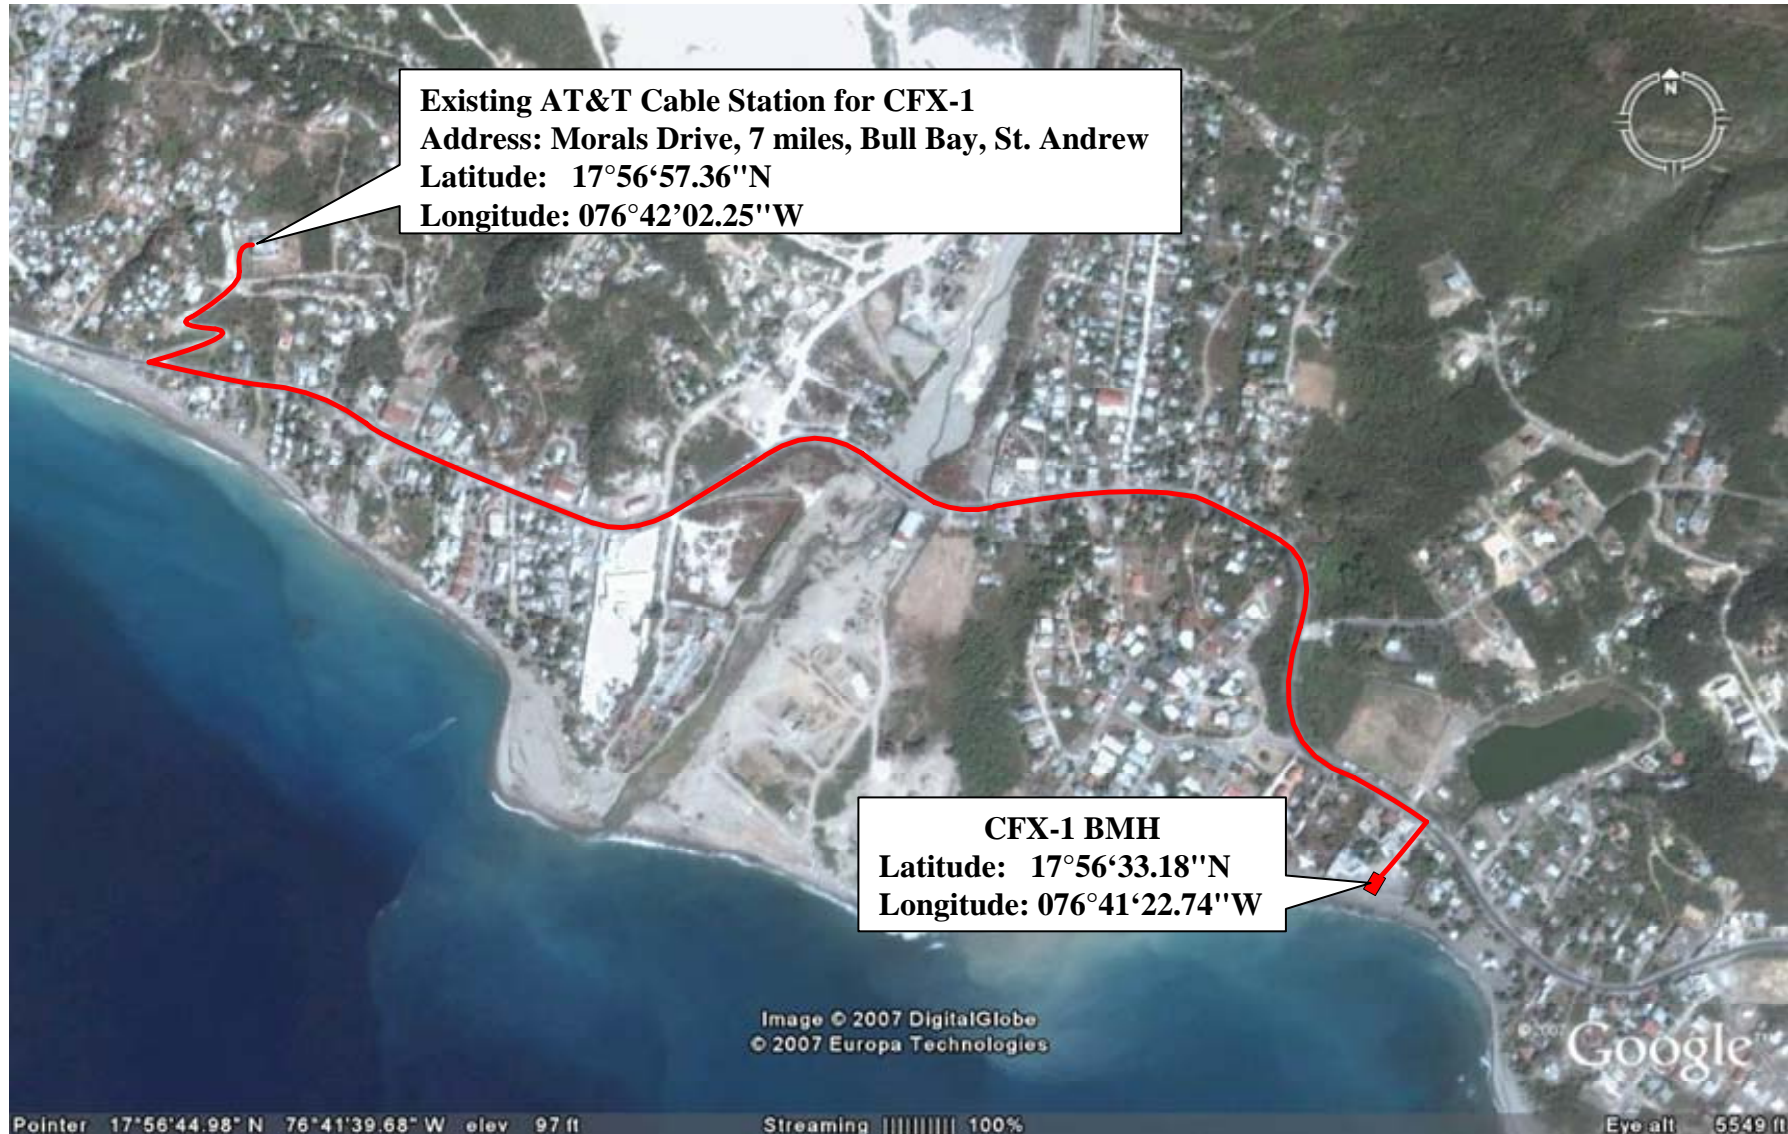 Existing AT&T Cable Station for CFX-1
Address: Morals Drive, 7 miles, Bull Bay, St. Andrew
Latitude: 17°56‘57.36"N
Longitude: 076°42’02.25"W
N
CFX-1 BMH
Latitude: 17°56‘33.18"N
Longitude: 076°41‘22.74"W
Image © 2007 DigitalGlobe
© 2007 Europa Technologies
©2007 Google™
Pointer 17°56'44.98" N 76°41'39.68" W elev 97 ft Streaming ||||||||| 100% Eye alt 5549 ft